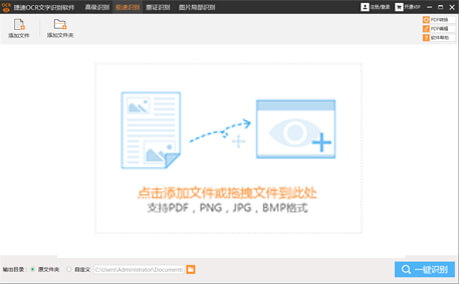 OCR 捷速OCR文字识别软件 高级识别 极速识别 票证识别 图片局部识别 注册/登录 开通VIP
添加文件 添加文件夹
PDF转换
PDF编辑
软件帮助
点击添加文件或拖拽文件到此处
支持PDF,PNG,JPG,BMP格式
输出目录: 原文件夹 自定义 C:\Users\Administrator\Document
一键识别